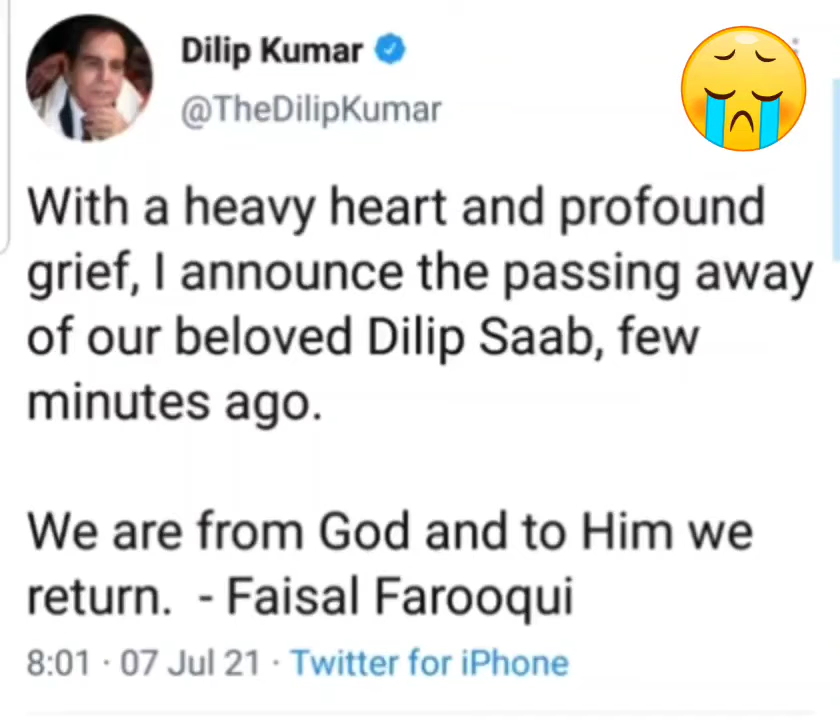 Dilip Kumar
@TheDilipKumar
With a heavy heart and profound
grief, I announce the passing away
of our beloved Dilip Saab, few
minutes ago.
We are from God and to Him we
return.  - Faisal Farooqui
8:01 · 07 Jul 21 · Twitter for iPhone